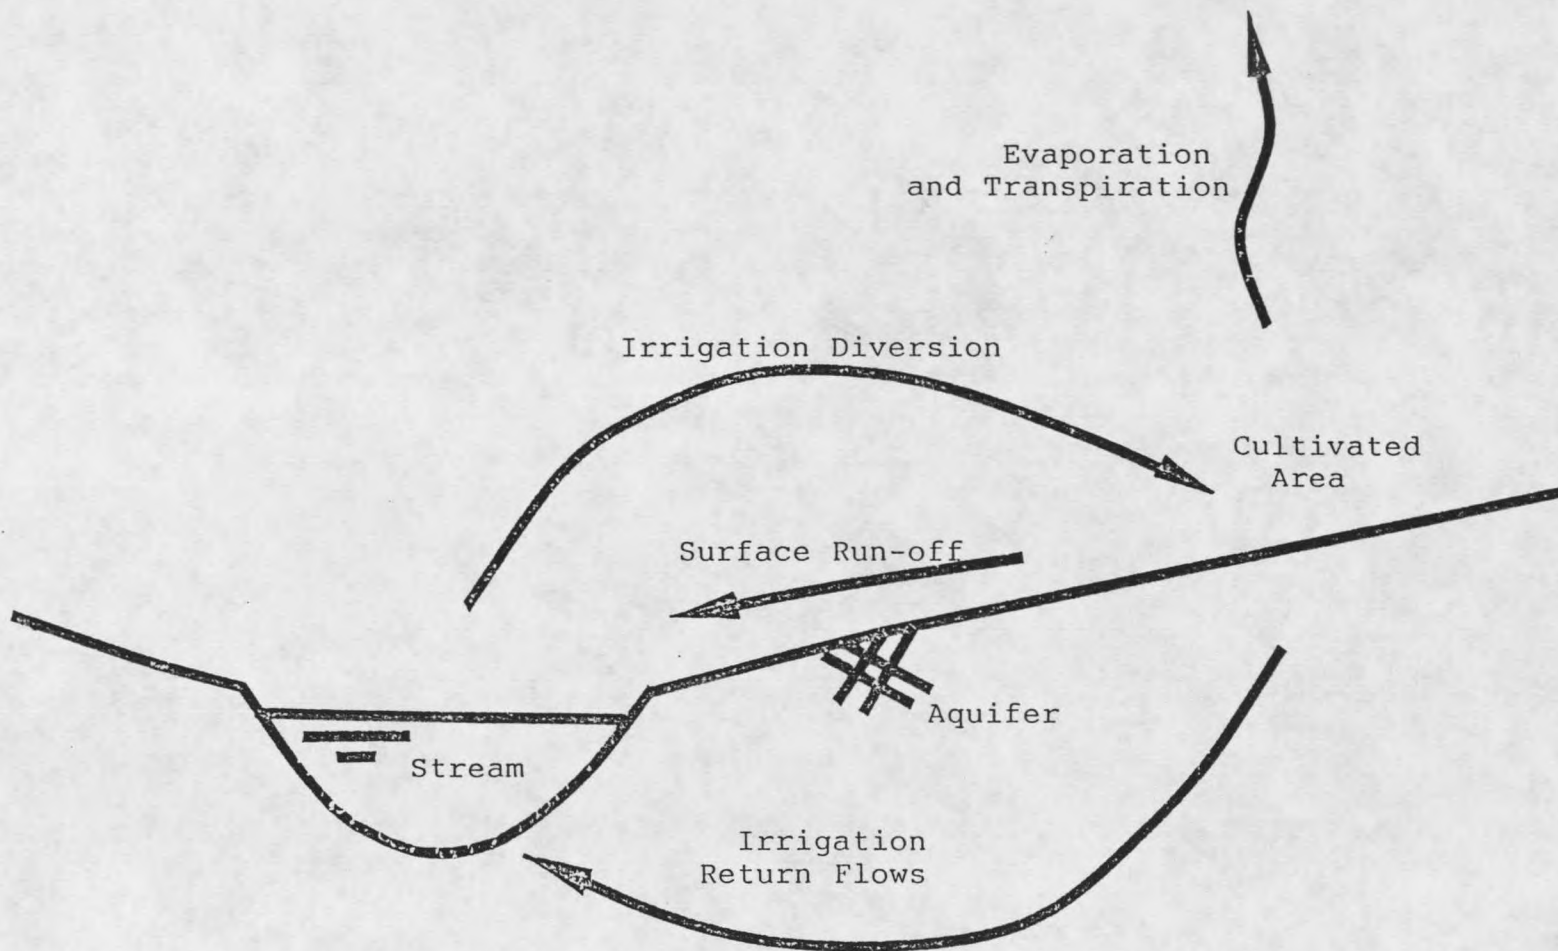 Evaporation
and Transpiration
Irrigation Diversion
Cultivated
Area
Surface Run-off
Aquifer
Stream
Irrigation
Return Flows